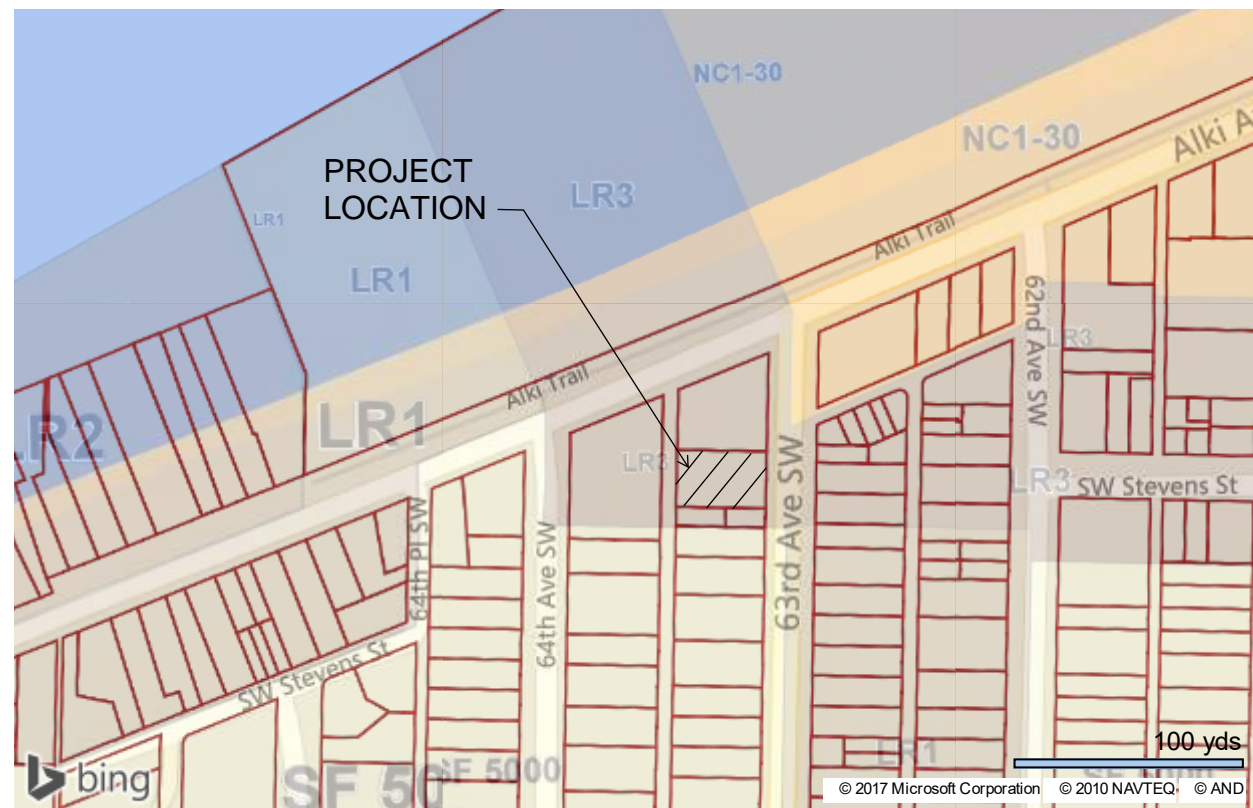 NC1-30
NC1-30
Alki A
PROJECT
LOCATION
LR3
LR1
Alki Trail
LR1
62nd Ave SW
LR3
Alki Trail
LR2
LR1
LR3
63rd Ave SW
LR3
SW Stevens St
64th Pl SW
64th Ave SW
SW Stevens St
100 yds
LR1
bing
SF 50
SF 5000
© 2017 Microsoft Corporation © 2010 NAVTEQ © AND